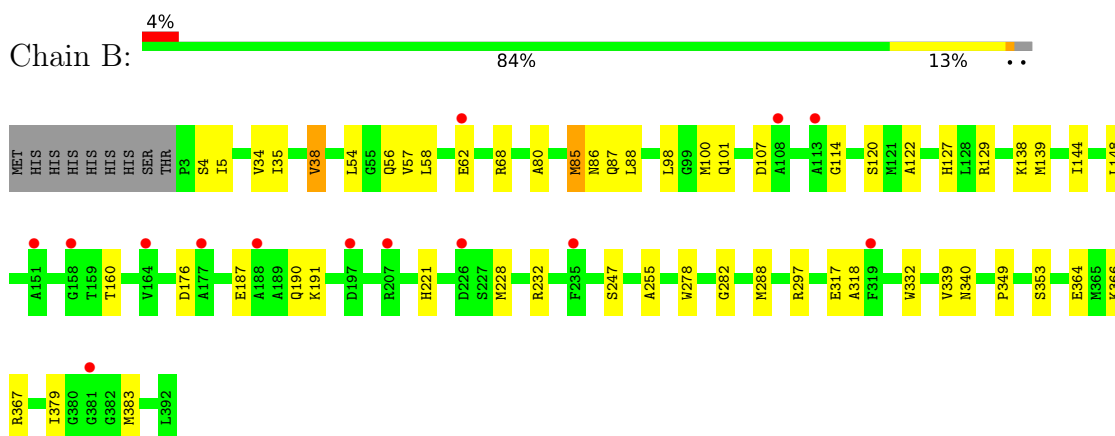 4%
Chain B:
84% 13% • •
MET HIS HIS HIS HIS HIS HIS SER THR P3 S4 I5 V34 I35 V38 L54 G55 Q56 V57 L58 E62 R68 A80 M85 N86 Q87 L88 L98 G99 M100 Q101 D107 A108 A113 G114 S120 M121 A122 H127 L128 R129 K138 M139 I144 L148
A151 G158 T159 T160 V164 D176 A177 E187 A188 A189 Q190 K191 D197 R207 H221 D226 S227 M228 R232 F235 S247 A255 W278 G282 M288 R297 E317 A318 F319 W332 V339 N340 P349 S353 E364 M365 K366
R367 I379 G380 G381 G382 M383 L392